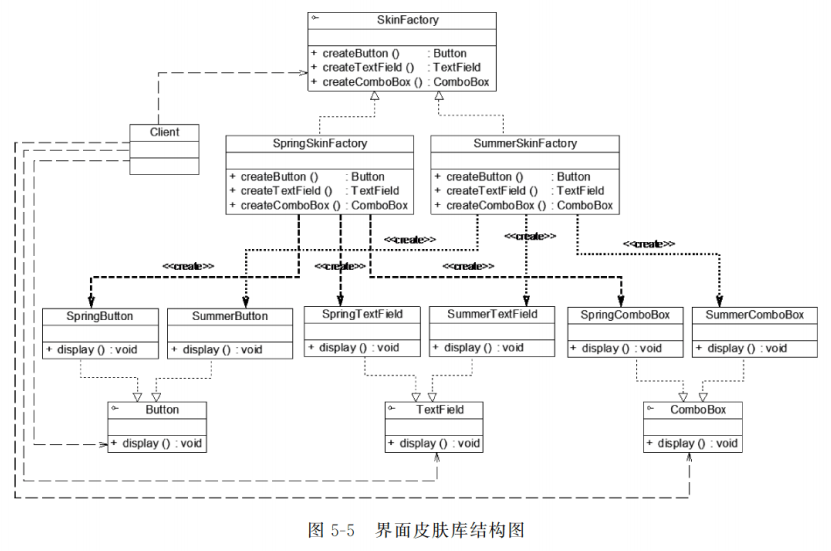 SkinFactory
+ createButton () : Button
+ createTextField () : TextField
+ createComboBox () : ComboBox
Client
SpringSkinFactory
+ createButton () : Button
+ createTextField () : TextField
+ createComboBox () : ComboBox
SummerSkinFactory
+ createButton () : Button
+ createTextField () : TextField
+ createComboBox () : ComboBox
<<create>>
<<create>>
<<create>>
<<create>>
<<create>>
<<create>>
SpringButton
+ display () : void
SummerButton
+ display () : void
SpringTextField
+ display () : void
SummerTextField
+ display () : void
SpringComboBox
+ display () : void
SummerComboBox
+ display () : void
Button
+ display () : void
TextField
+ display () : void
ComboBox
+ display () : void
图 5-5 界面皮肤库结构图